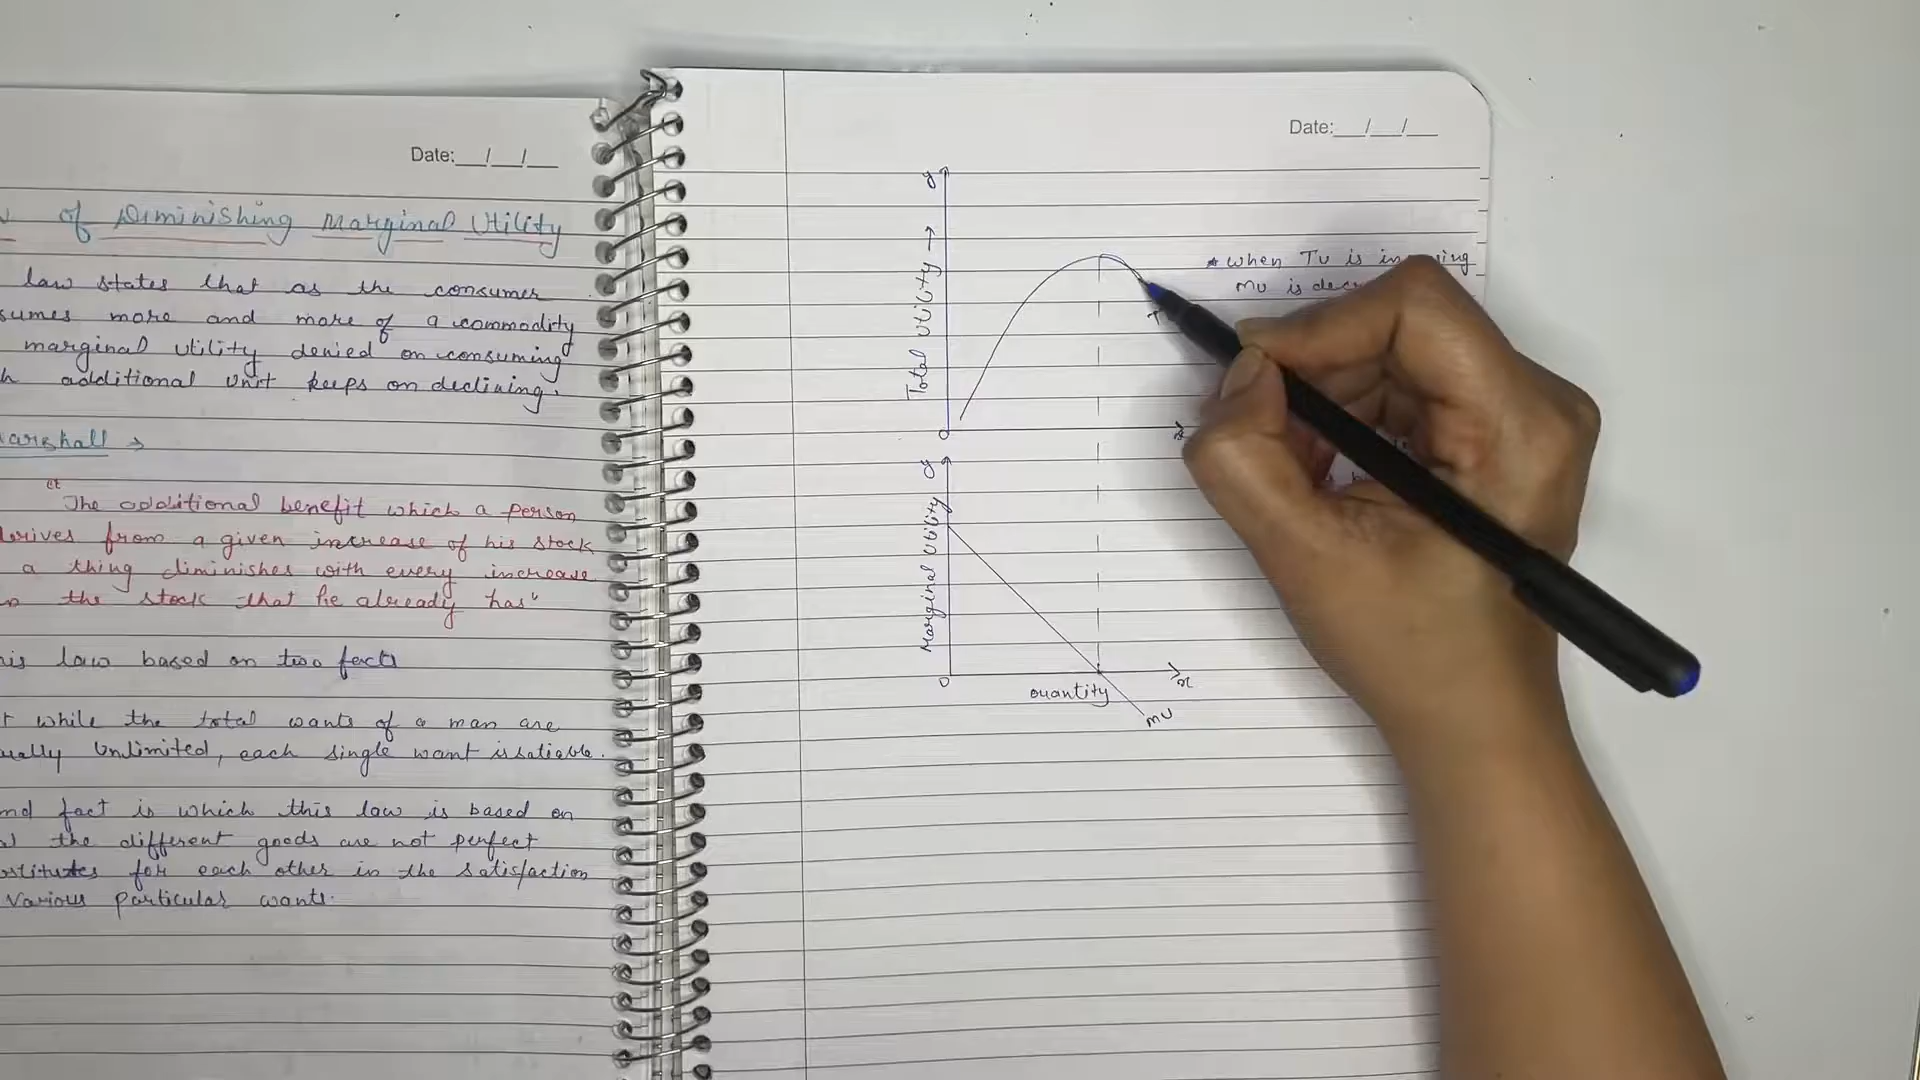 Date:__/__/__
of Diminishing Marginal Utility
law states that as the consumer
sumes more and more of a commodity
marginal utility denied on consuming
h additional unit keeps on declining.
arshall →
"The additional benefit which a person
derives from a given increase of his stock
a thing diminishes with every increase
the stock that he already has"
is law based on two facts
t while the total wants of a man are
ually Unlimited, each single want is satiable.
nd fact is which this law is based on
the different goods are not perfect
ostitutes for each other in the satisfaction
various particular wants.
Date:__/__/__
y
Total Utility →
* when TU is
MU is dec
T
O
x
y
Marginal Utility
O
Quantity
x
MU